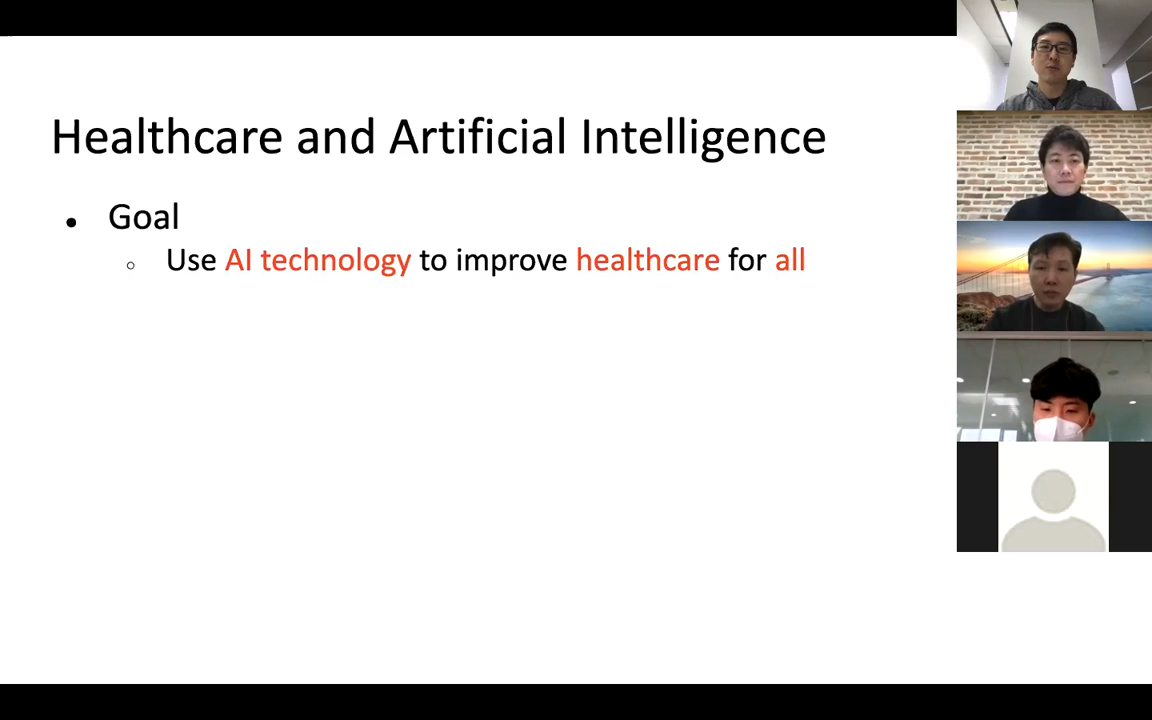 Healthcare and Artificial Intelligence
● Goal
○ Use AI technology to improve healthcare for all